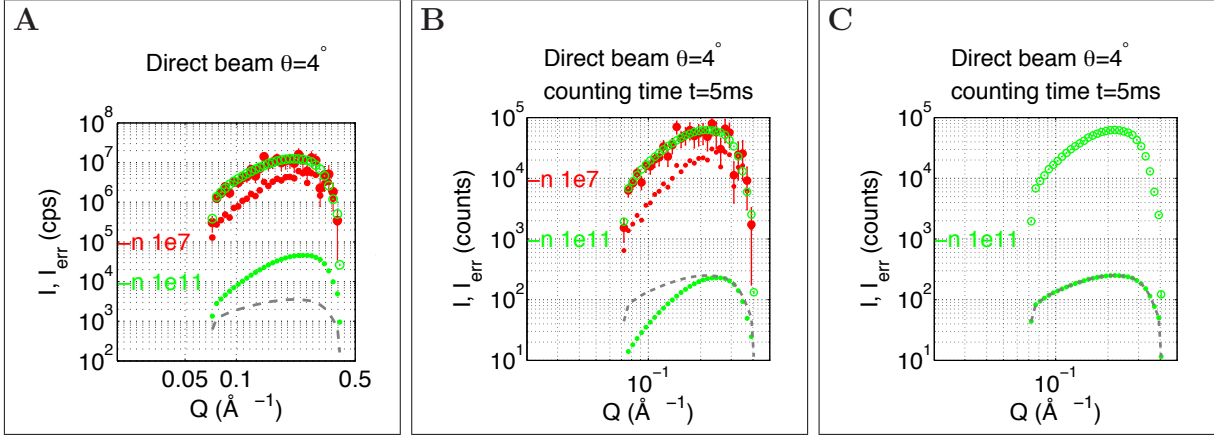 A
Direct beam θ=4°
10^8
10^7
10^6
10^5
10^4
10^3
10^2
I, I_err (cps)
–n 1e7
–n 1e11
0.05 0.1 0.5
Q (Å ^−1)
B
Direct beam θ=4°
counting time t=5ms
10^5
10^4
10^3
10^2
10^1
I, I_err (counts)
–n 1e7
–n 1e11
10^−1
Q (Å ^−1)
C
Direct beam θ=4°
counting time t=5ms
10^5
10^4
10^3
10^2
10^1
I, I_err (counts)
–n 1e11
10^−1
Q (Å ^−1)